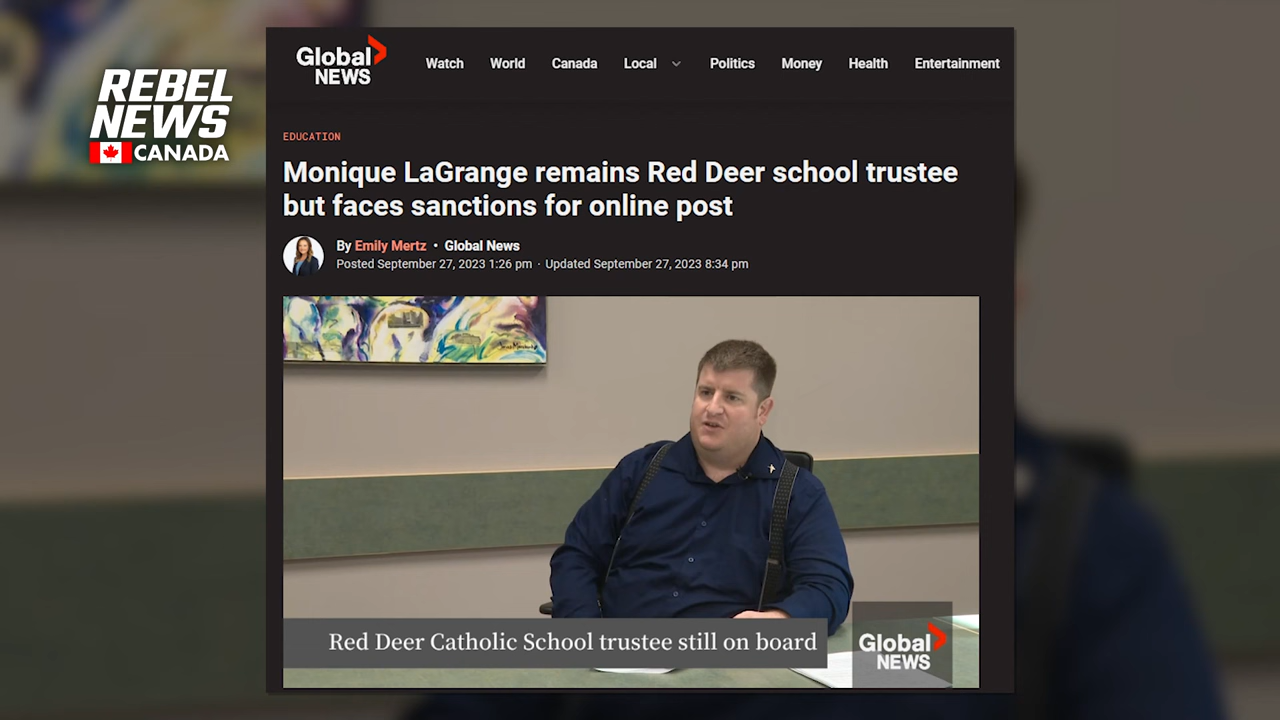 REBEL
NEWS
CANADA
Global
NEWS
Watch World Canada Local Politics Money Health Entertainment
EDUCATION
Monique LaGrange remains Red Deer school trustee
but faces sanctions for online post
By Emily Mertz • Global News
Posted September 27, 2023 1:26 pm · Updated September 27, 2023 8:34 pm
Red Deer Catholic School trustee still on board
Global
NEWS